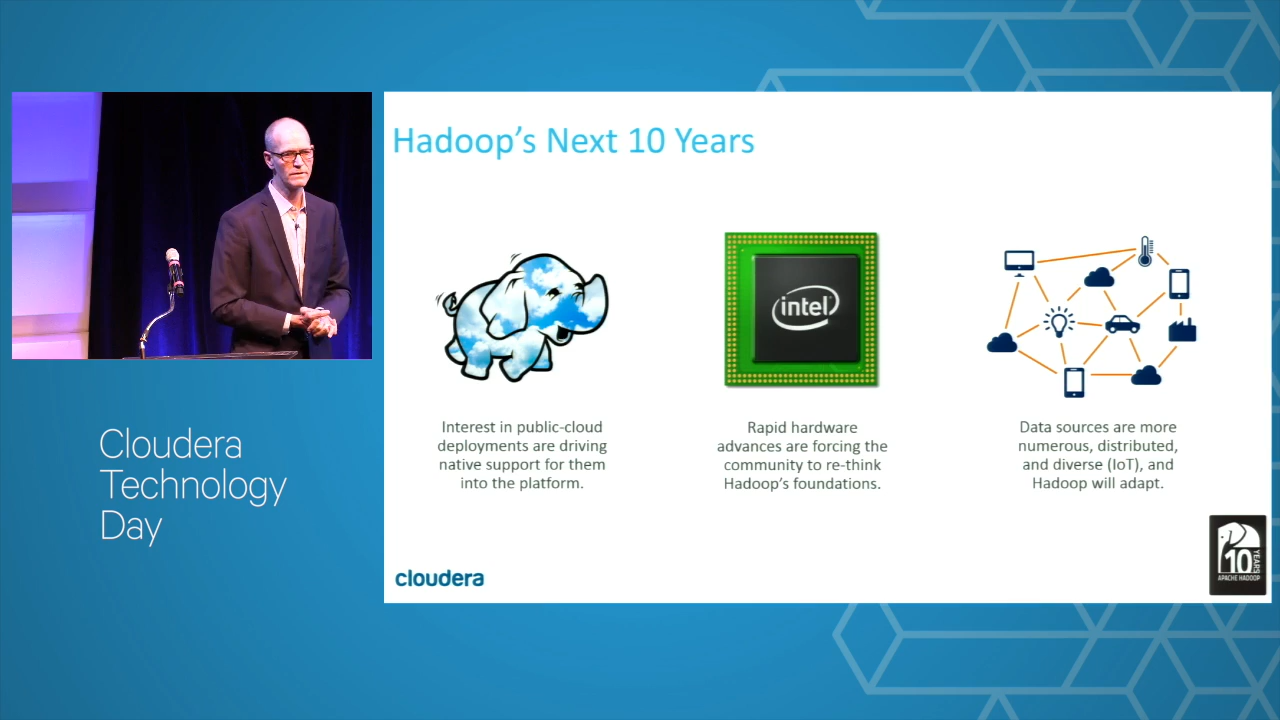 Hadoop's Next 10 Years
intel
Interest in public-cloud
deployments are driving
native support for them
into the platform.
Rapid hardware
advances are forcing the
community to re-think
Hadoop's foundations.
Data sources are more
numerous, distributed,
and diverse (IoT), and
Hadoop will adapt.
Cloudera
Technology
Day
cloudera
10
YEARS
APACHE HADOOP